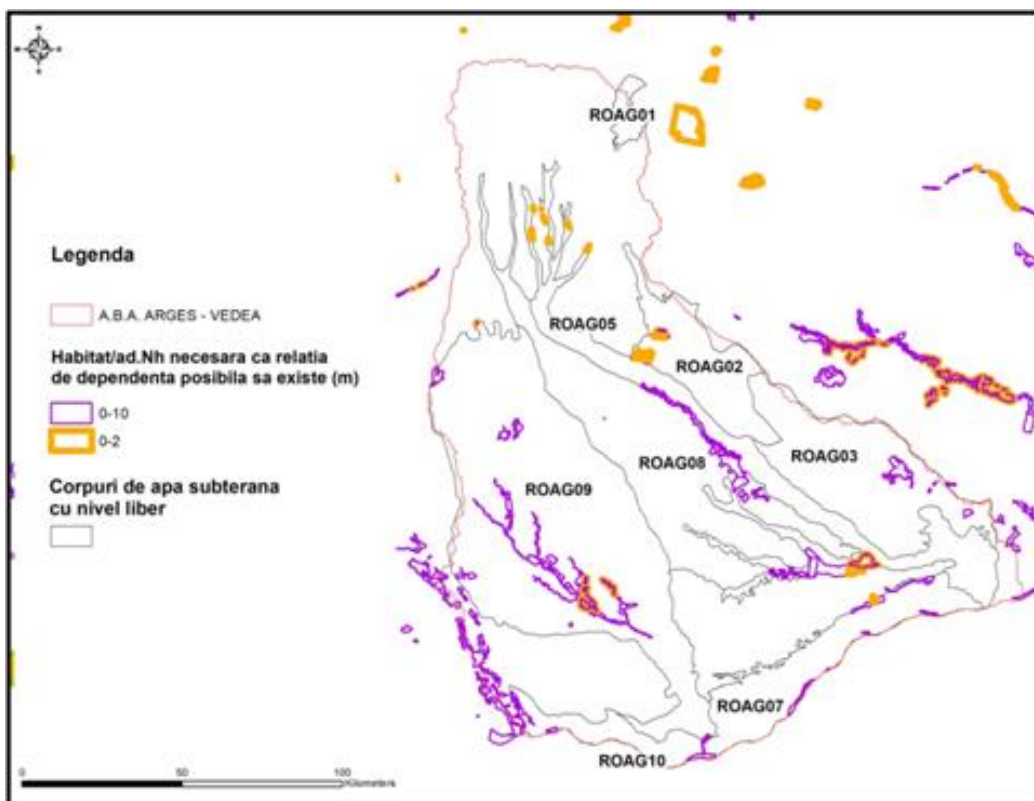 ROAG01
Legenda
A.B.A. ARGES - VEDEA
Habitat/ad.Nh necesara ca relatia
de dependenta posibila sa existe (m)
0-10
0-2
Corpuri de apa subterana
cu nivel liber
ROAG05
ROAG02
ROAG08
ROAG03
ROAG09
ROAG07
ROAG10
0 50 100
Kilometers